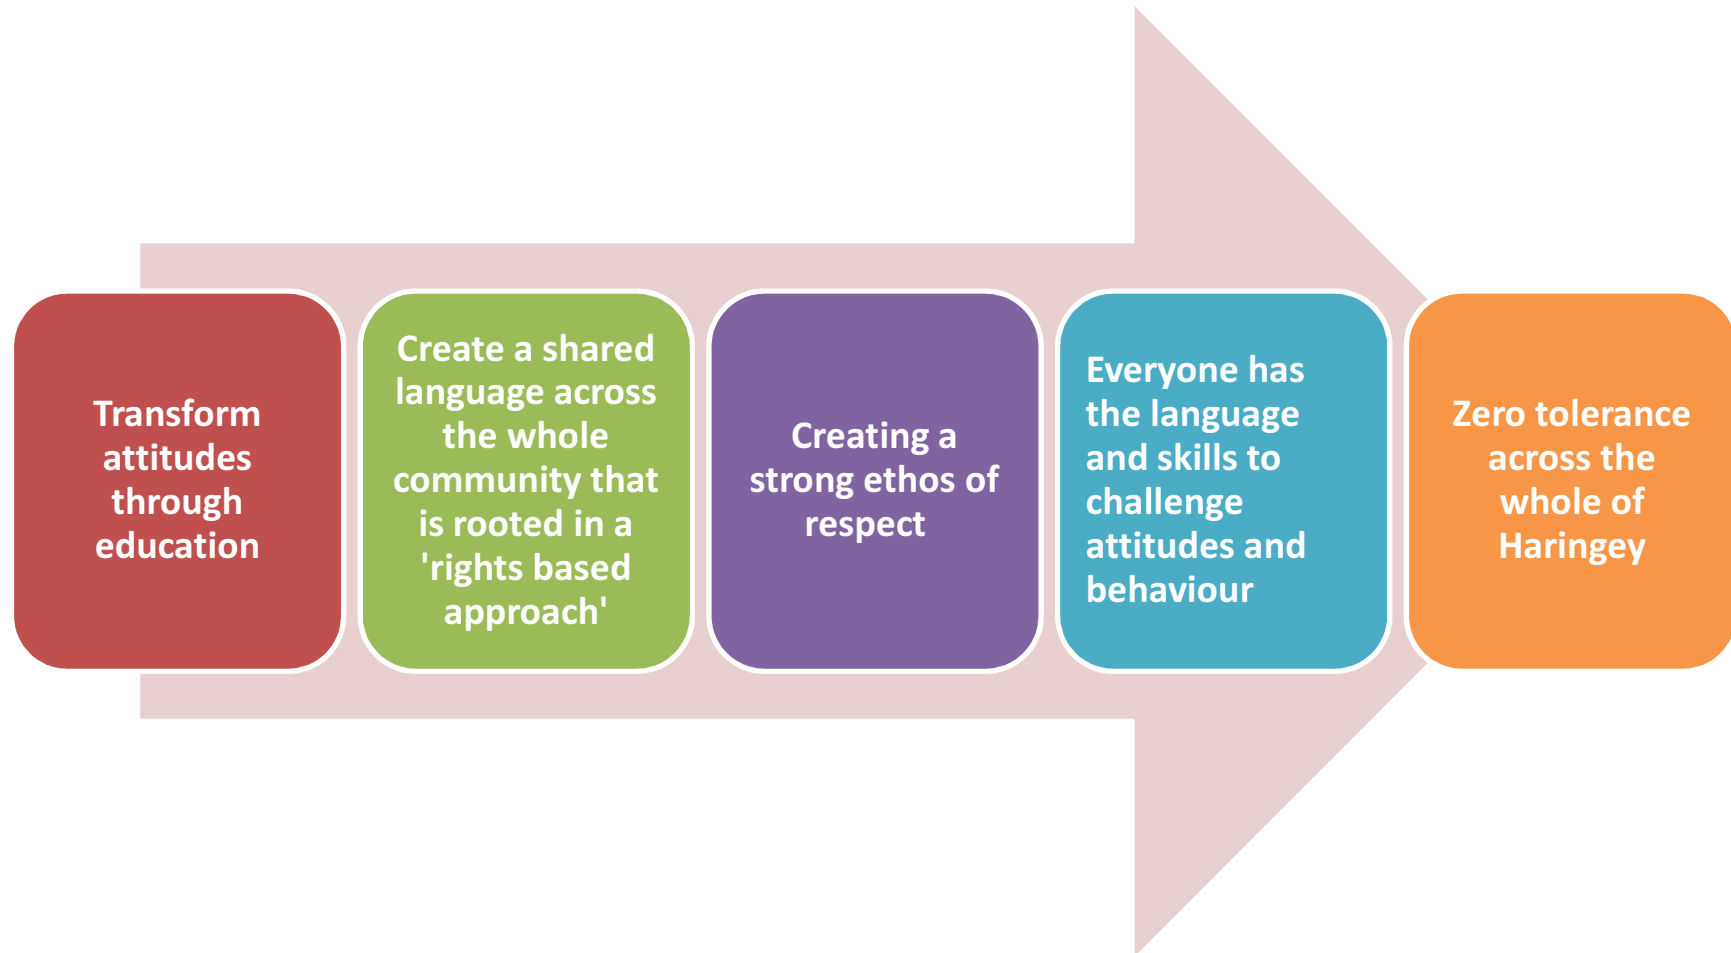 Transform
attitudes
through
education
Create a shared
language across
the whole
community that
is rooted in a
'rights based
approach'
Creating a
strong ethos of
respect
Everyone has
the language
and skills to
challenge
attitudes and
behaviour
Zero tolerance
across the
whole of
Haringey